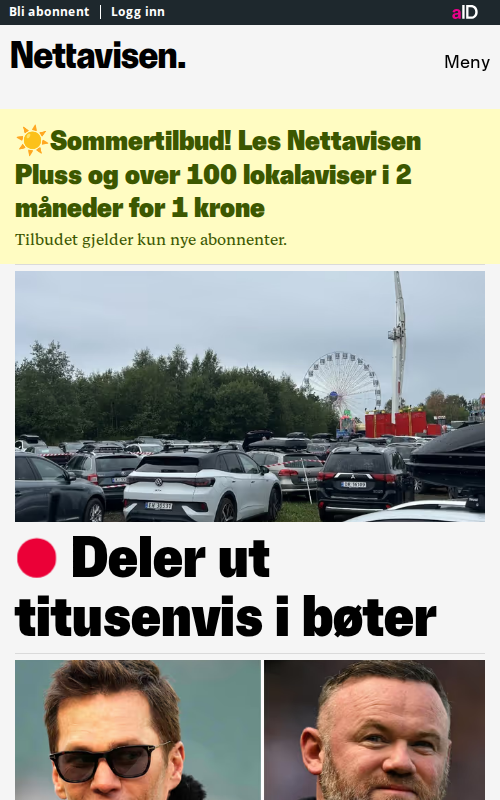 Bli abonnent
Logg inn
aID
Nettavisen.
Meny
Sommertilbud! Les Nettavisen
Pluss og over 100 lokalaviser i 2
måneder for 1 krone
Tilbudet gjelder kun nye abonnenter.
Deler ut
titusenvis i bøter